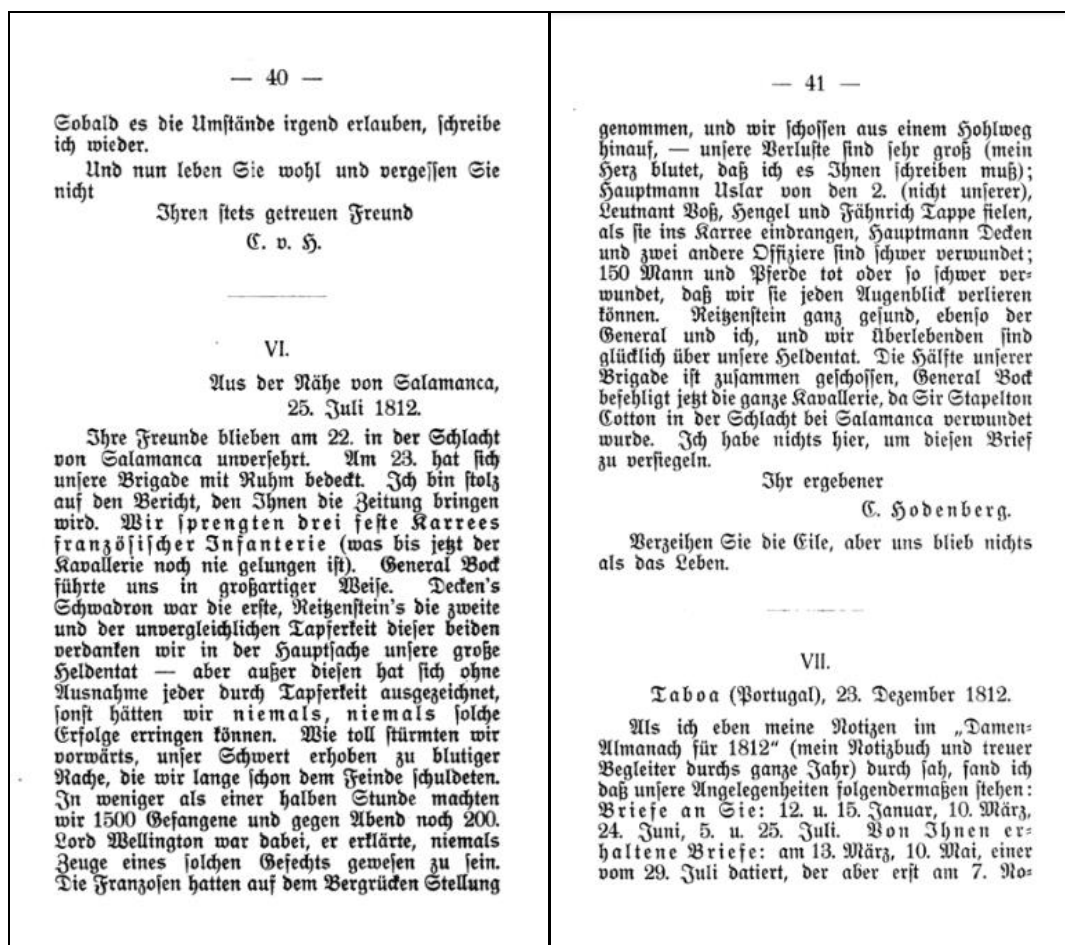 — 40 —
Sobald es die Umstände irgend erlauben, schreibe
ich wieder.
Und nun leben Sie wohl und vergessen Sie
nicht
Ihren stets getreuen Freund
C. v. H.
VI.
Aus der Nähe von Salamanca,
25. Juli 1812.
Ihre Freunde blieben am 22. in der Schlacht
von Salamanca unversehrt. Am 23. hat sich
unsere Brigade mit Ruhm bedeckt. Ich bin stolz
auf den Bericht, den Ihnen die Zeitung bringen
wird. Wir sprengten drei feste Karrees
französischer Infanterie (was bis jetzt der
Kavallerie noch nie gelungen ist). General Bock
führte uns in großartiger Weise. Decken's
Schwadron war die erste, Reitzenstein's die zweite
und der unvergleichlichen Tapferkeit dieser beiden
verdanken wir in der Hauptsache unsere große
Heldentat — aber außer diesen hat sich ohne
Ausnahme jeder durch Tapferkeit ausgezeichnet,
sonst hätten wir niemals, niemals solche
Erfolge erringen können. Wie toll stürmten wir
vorwärts, unser Schwert erhoben zu blutiger
Rache, die wir lange schon dem Feinde schuldeten.
In weniger als einer halben Stunde machten
wir 1500 Gefangene und gegen Abend noch 200.
Lord Wellington war dabei, er erklärte, niemals
Zeuge eines solchen Gefechts gewesen zu sein.
Die Franzosen hatten auf dem Bergrücken Stellung
— 41 —
genommen, und wir schossen aus einem Hohlweg
hinauf, — unsere Verluste sind sehr groß (mein
Herz blutet, daß ich es Ihnen schreiben muß);
Hauptmann Uslar von den 2. (nicht unserer),
Leutnant Voß, Hengel und Fähnrich Tappe fielen,
als sie ins Karree eindrangen, Hauptmann Decken
und zwei andere Offiziere sind schwer verwundet;
150 Mann und Pferde tot oder so schwer ver-
wundet, daß wir sie jeden Augenblick verlieren
können. Reitzenstein ganz gesund, ebenso der
General und ich, und wir Überlebenden sind
glücklich über unsere Heldentat. Die Hälfte unserer
Brigade ist zusammen geschossen, General Bock
befehligt jetzt die ganze Kavallerie, da Sir Stapelton
Cotton in der Schlacht bei Salamanca verwundet
wurde. Ich habe nichts hier, um diesen Brief
zu versiegeln.
Ihr ergebener
C. Hodenberg.
Verzeihen Sie die Eile, aber uns blieb nichts
als das Leben.
VII.
Taboa (Portugal), 23. Dezember 1812.
Als ich eben meine Notizen im „Damen-
Almanach für 1812“ (mein Notizbuch und treuer
Begleiter durchs ganze Jahr) durch sah, fand ich
daß unsere Angelegenheiten folgendermaßen stehen:
Briefe an Sie: 12. u. 15. Januar, 10. März,
24. Juni, 5. u. 25. Juli. Von Ihnen er-
haltene Briefe: am 13. März, 10. Mai, einer
vom 29. Juli datiert, der aber erst am 7. No-